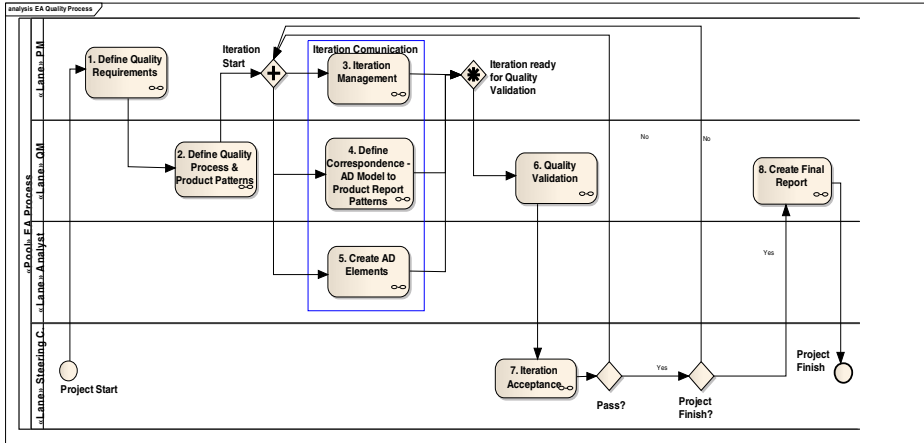 analysis EA Quality Process
«Pool» EA Process
«Lane» PM
«Lane» QM
«Lane» Analyst
«Lane» Steering C.
1. Define Quality
Requirements
Iteration
Start
Iteration Comunication
3. Iteration
Management
Iteration ready
for Quality
Validation
2. Define Quality
Process &
Product Patterns
4. Define
Correspondence -
AD Model to
Product Report
Patterns
6. Quality
Validation
No
No
8. Create Final
Report
5. Create AD
Elements
Yes
Project Start
7. Iteration
Acceptance
Pass?
Yes
Project
Finish?
Project
Finish